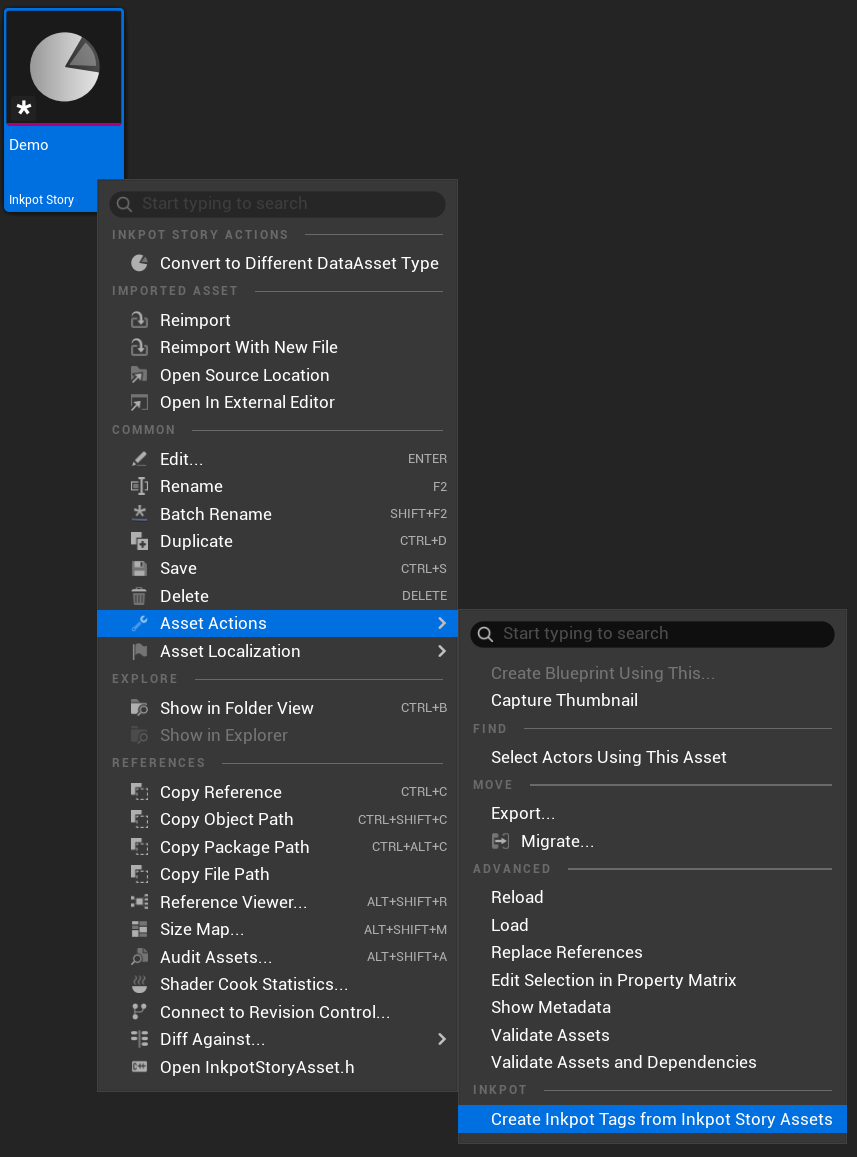 Demo
Inkpot Story
Start typing to search
INKPOT STORY ACTIONS
Convert to Different DataAsset Type
IMPORTED ASSET
Reimport
Reimport With New File
Open Source Location
Open In External Editor
COMMON
Edit... ENTER
Rename F2
Batch Rename SHIFT+F2
Duplicate CTRL+D
Save CTRL+S
Delete DELETE
Asset Actions
Asset Localization
EXPLORE
Show in Folder View CTRL+B
Show in Explorer
REFERENCES
Copy Reference CTRL+C
Copy Object Path CTRL+SHIFT+C
Copy Package Path CTRL+ALT+C
Copy File Path
Reference Viewer... ALT+SHIFT+R
Size Map... ALT+SHIFT+M
Audit Assets... ALT+SHIFT+A
Shader Cook Statistics...
Connect to Revision Control...
Diff Against...
C++ Open InkpotStoryAsset.h
Start typing to search
Create Blueprint Using This...
Capture Thumbnail
FIND
Select Actors Using This Asset
MOVE
Export...
Migrate...
ADVANCED
Reload
Load
Replace References
Edit Selection in Property Matrix
Show Metadata
Validate Assets
Validate Assets and Dependencies
INKPOT
Create Inkpot Tags from Inkpot Story Assets